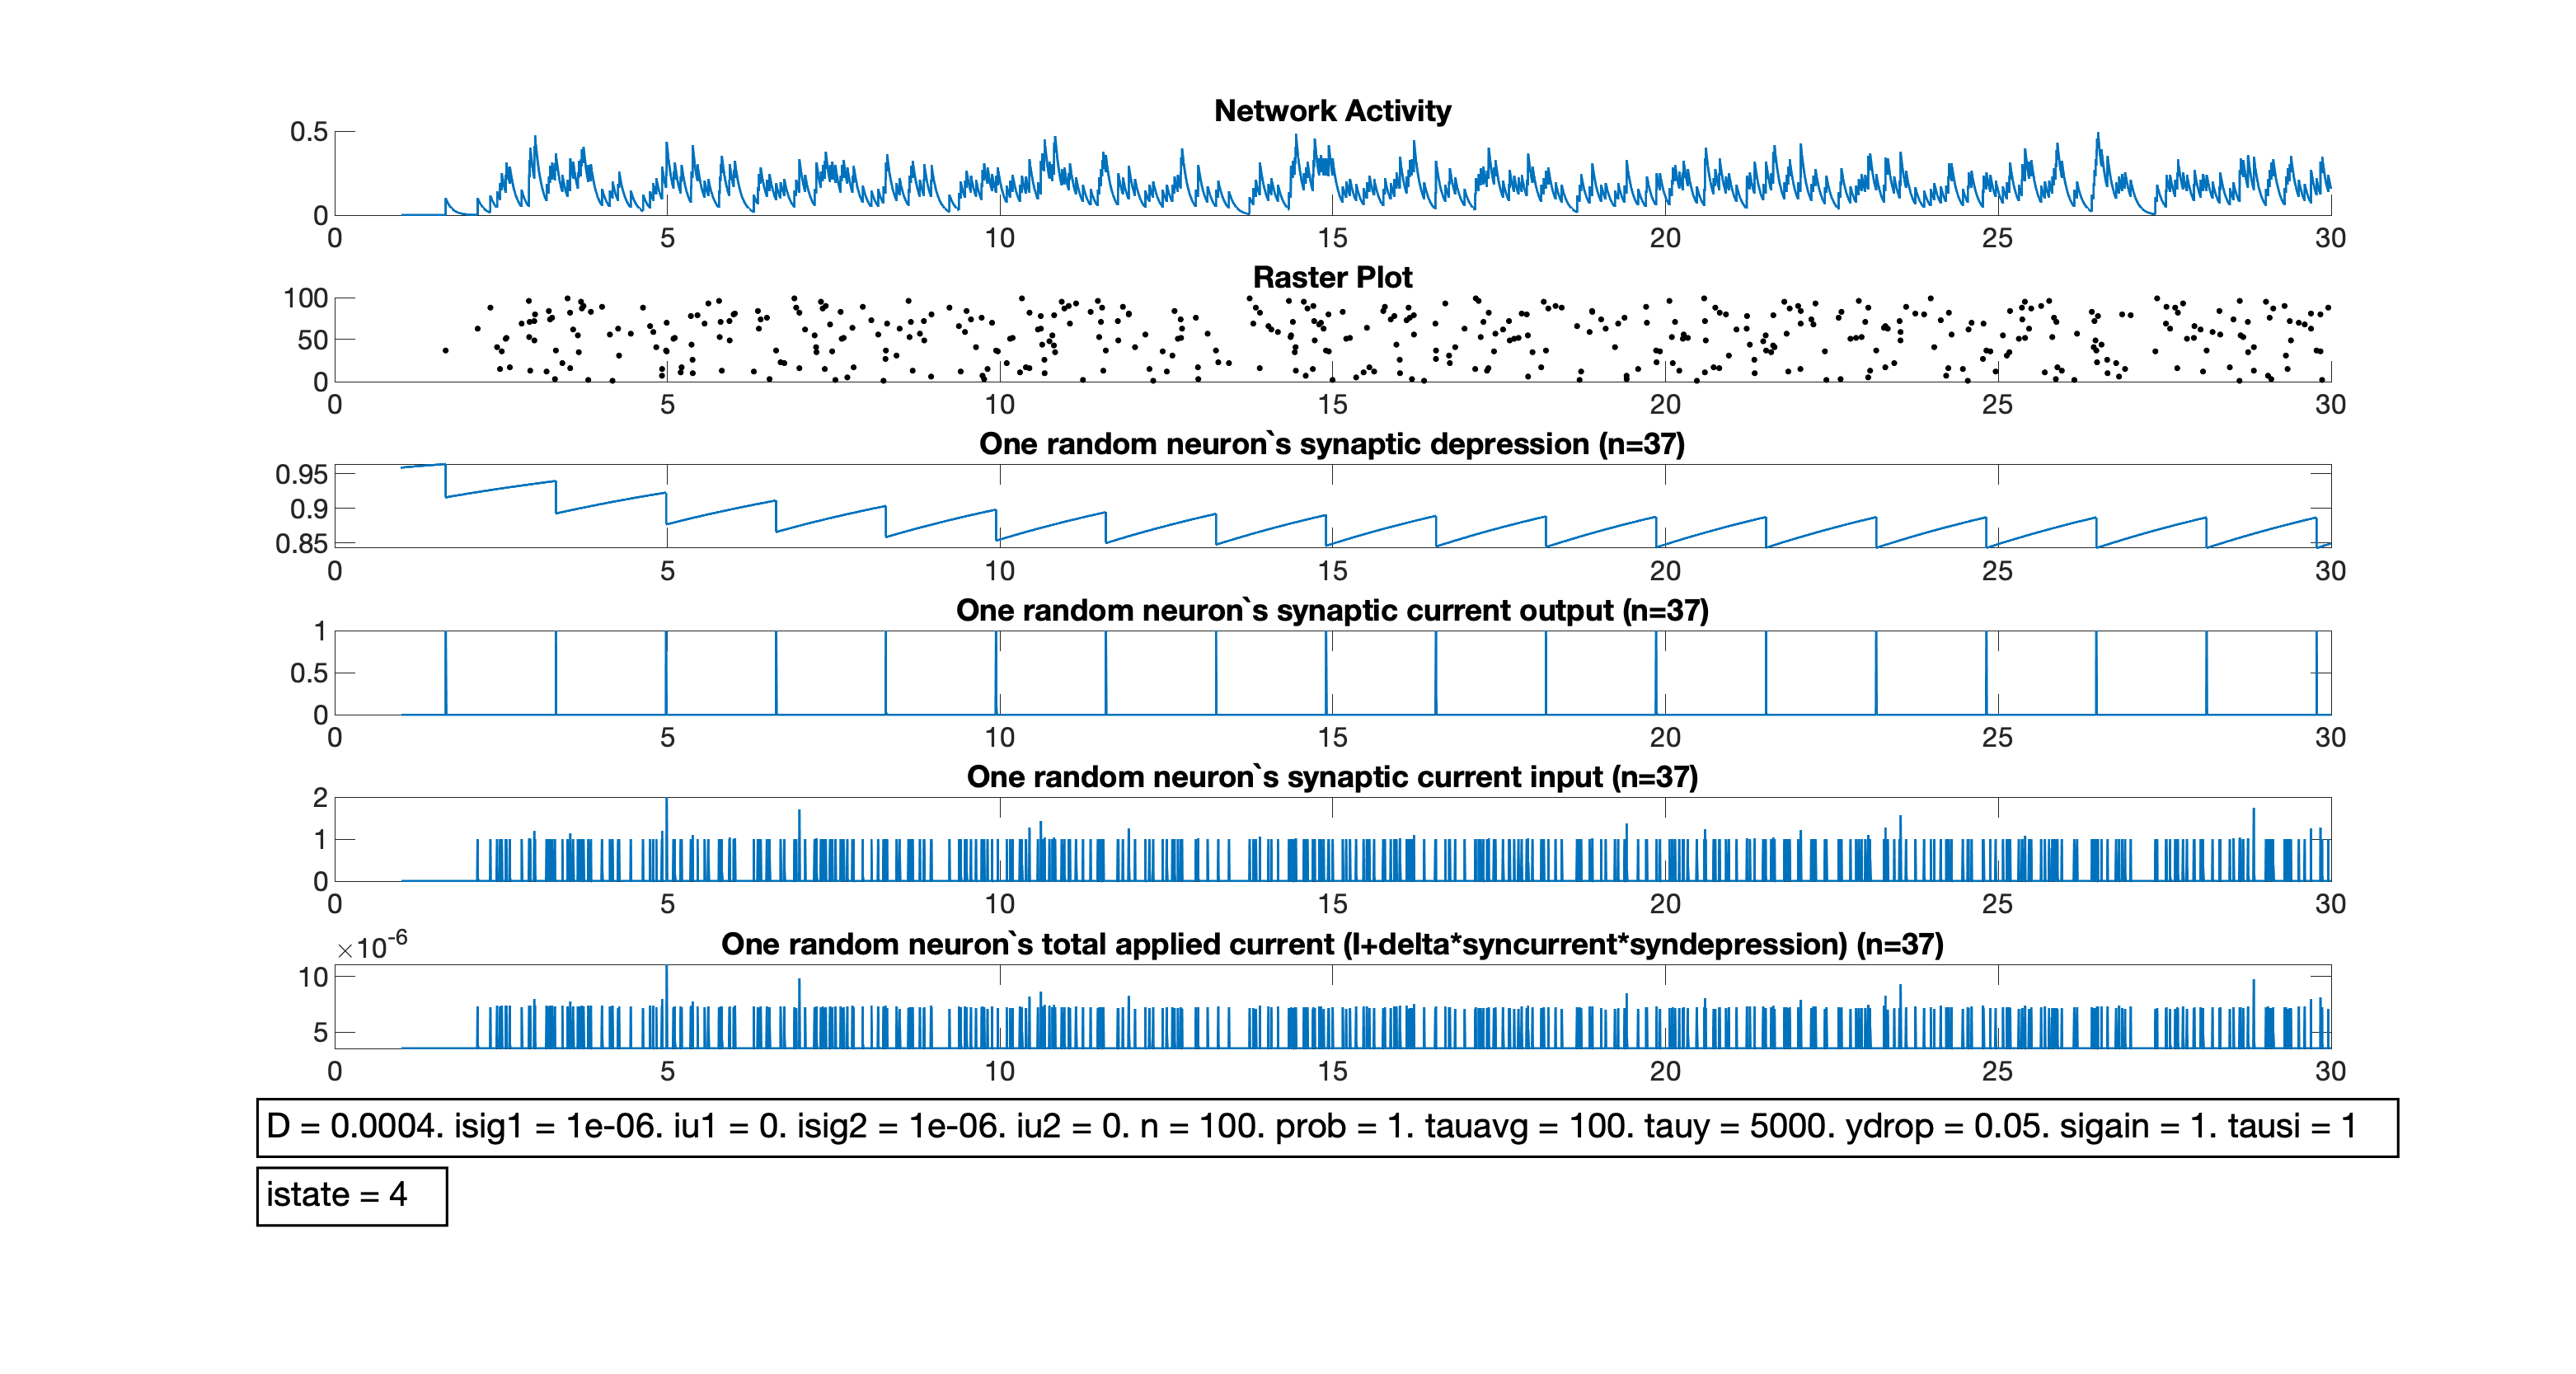 Network Activity
0.5
0
0 5 10 15 20 25 30
Raster Plot
100
50
0
0 5 10 15 20 25 30
One random neuron`s synaptic depression (n=37)
0.95
0.9
0.85
0 5 10 15 20 25 30
One random neuron`s synaptic current output (n=37)
1
0.5
0
0 5 10 15 20 25 30
One random neuron`s synaptic current input (n=37)
2
1
0
0 5 10 15 20 25 30
×10-6
One random neuron`s total applied current (I+delta*syncurrent*syndepression) (n=37)
10
5
0 5 10 15 20 25 30
D = 0.0004. isig1 = 1e-06. iu1 = 0. isig2 = 1e-06. iu2 = 0. n = 100. prob = 1. tauavg = 100. tauy = 5000. ydrop = 0.05. sigain = 1. tausi = 1
istate = 4